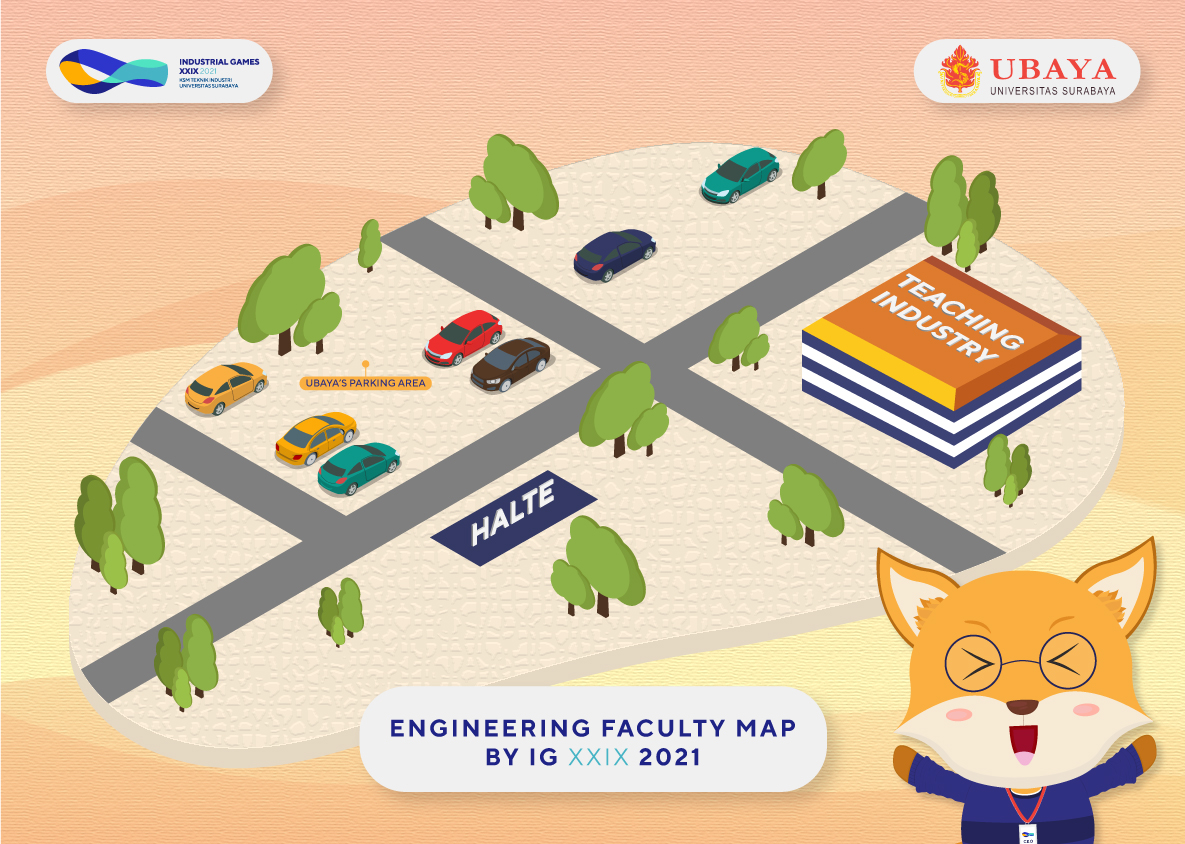 INDUSTRIAL GAMES
XXIX 2021
KSM TEKNIK INDUSTRI
UNIVERSITAS SURABAYA
UBAYA
UNIVERSITAS SURABAYA
TEACHING
INDUSTRY
UBAYA'S PARKING AREA
HALTE
ENGINEERING FACULTY MAP
BY IG XXIX 2021
CEO